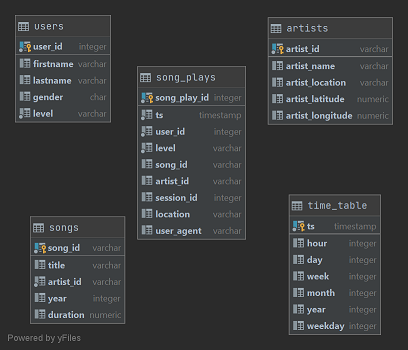 users
user_id integer
firstname varchar
lastname varchar
gender char
level varchar
song_plays
song_play_id integer
ts timestamp
user_id integer
level varchar
song_id varchar
artist_id varchar
session_id integer
location varchar
user_agent varchar
artists
artist_id varchar
artist_name varchar
artist_location varchar
artist_latitude numeric
artist_longitude numeric
songs
song_id varchar
title varchar
artist_id varchar
year integer
duration numeric
time_table
ts timestamp
hour integer
day integer
week integer
month integer
year integer
weekday integer
Powered by yFiles